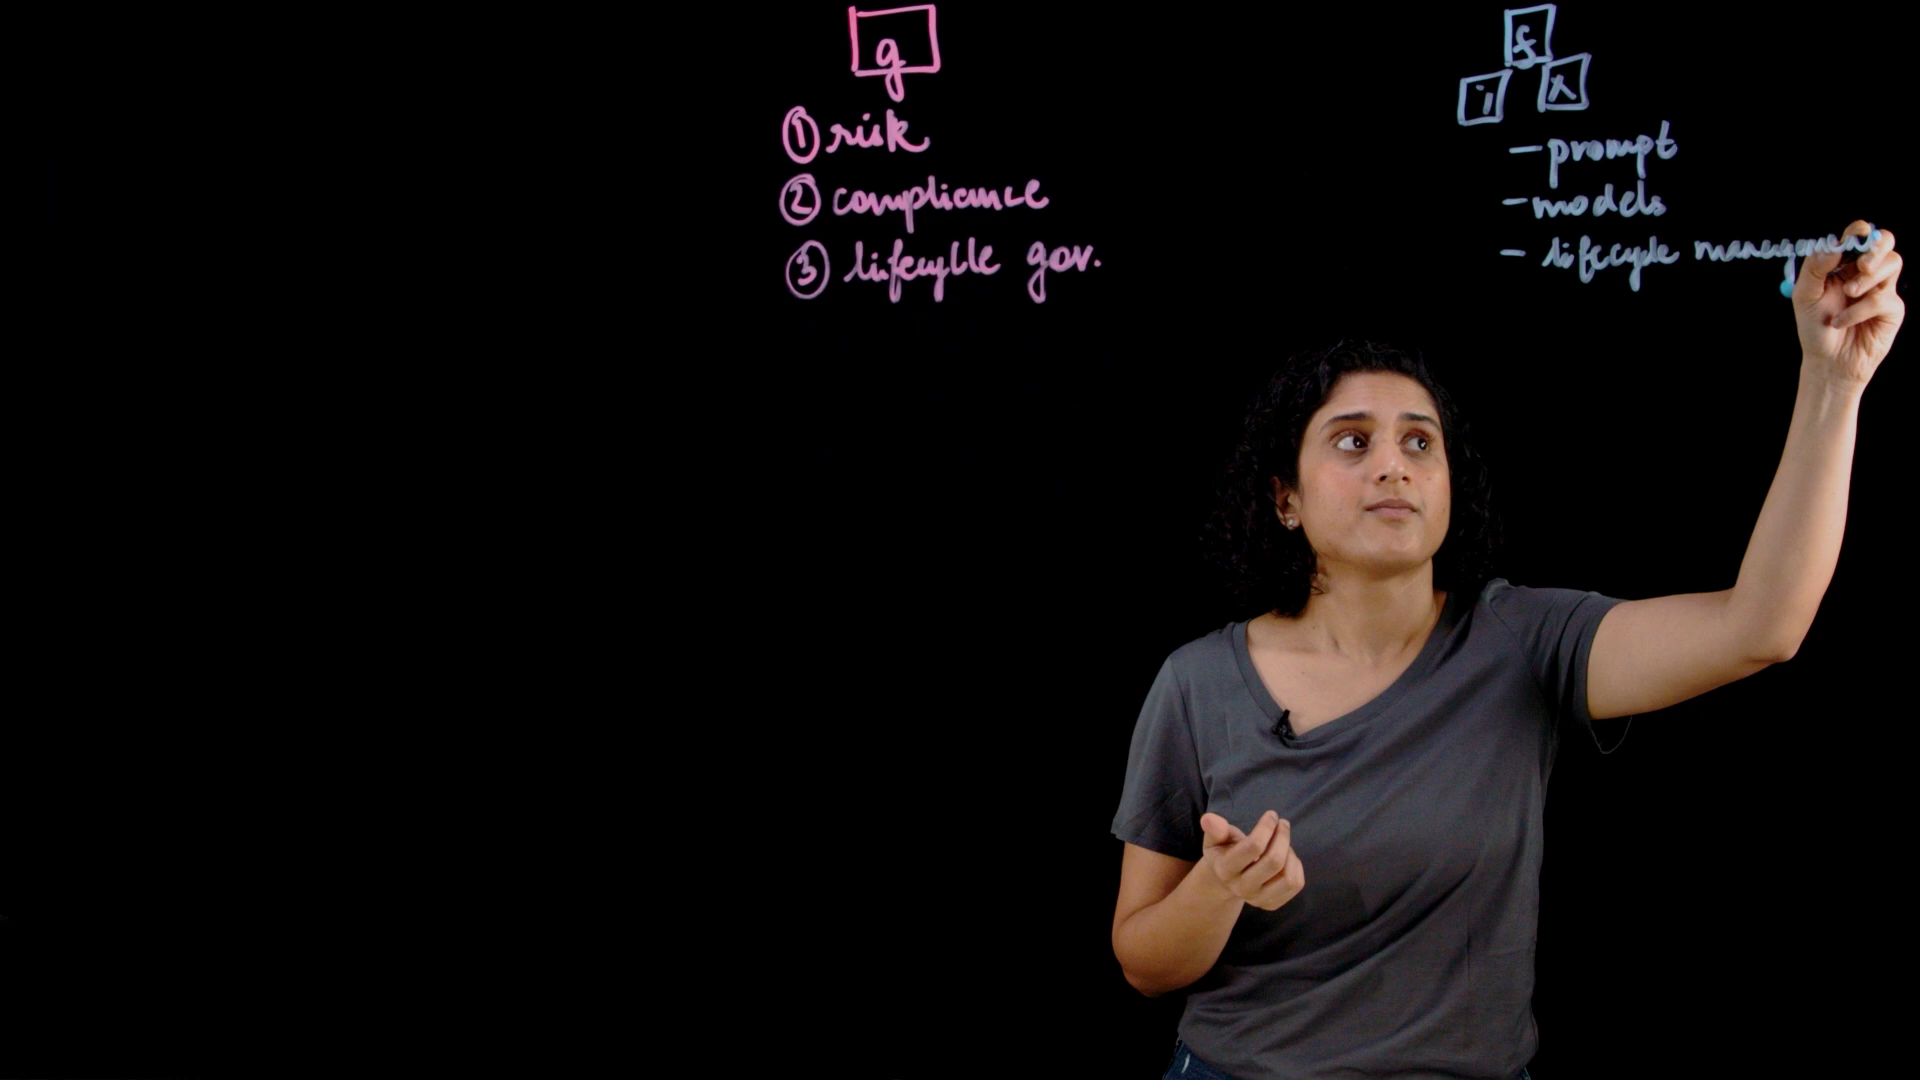 g
① risk
② compliance
③ lifecylle gov.
f
i x
- prompt
- models
- lifecycle management